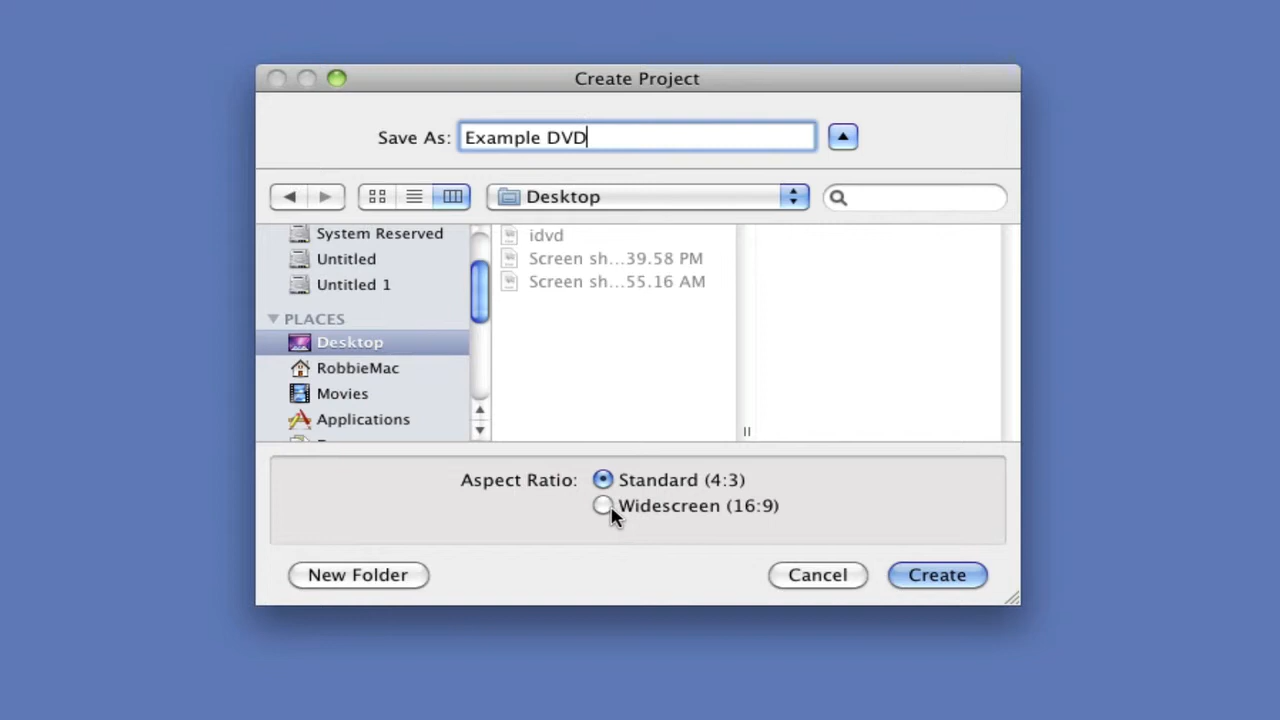 Create Project
Save As: Example DVD
Desktop
System Reserved
Untitled
Untitled 1
PLACES
Desktop
RobbieMac
Movies
Applications
idvd
Screen sh...39.58 PM
Screen sh...55.16 AM
Aspect Ratio: Standard (4:3)
Widescreen (16:9)
New Folder Cancel Create